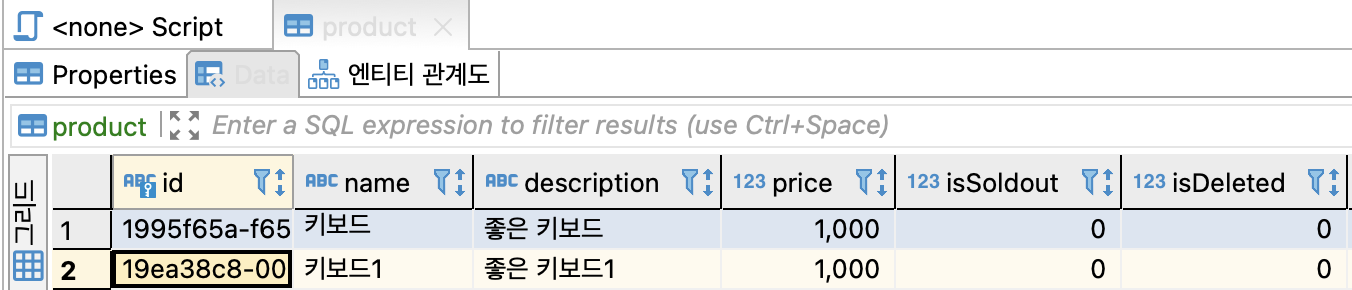 <none> Script product
Properties Data 엔티티 관계도
product Enter a SQL expression to filter results (use Ctrl+Space)
그리드
ABC id ABC name ABC description 123 price 123 isSoldout 123 isDeleted
1 1995f65a-f65 키보드 좋은 키보드 1,000 0 0
2 19ea38c8-00 키보드1 좋은 키보드1 1,000 0 0